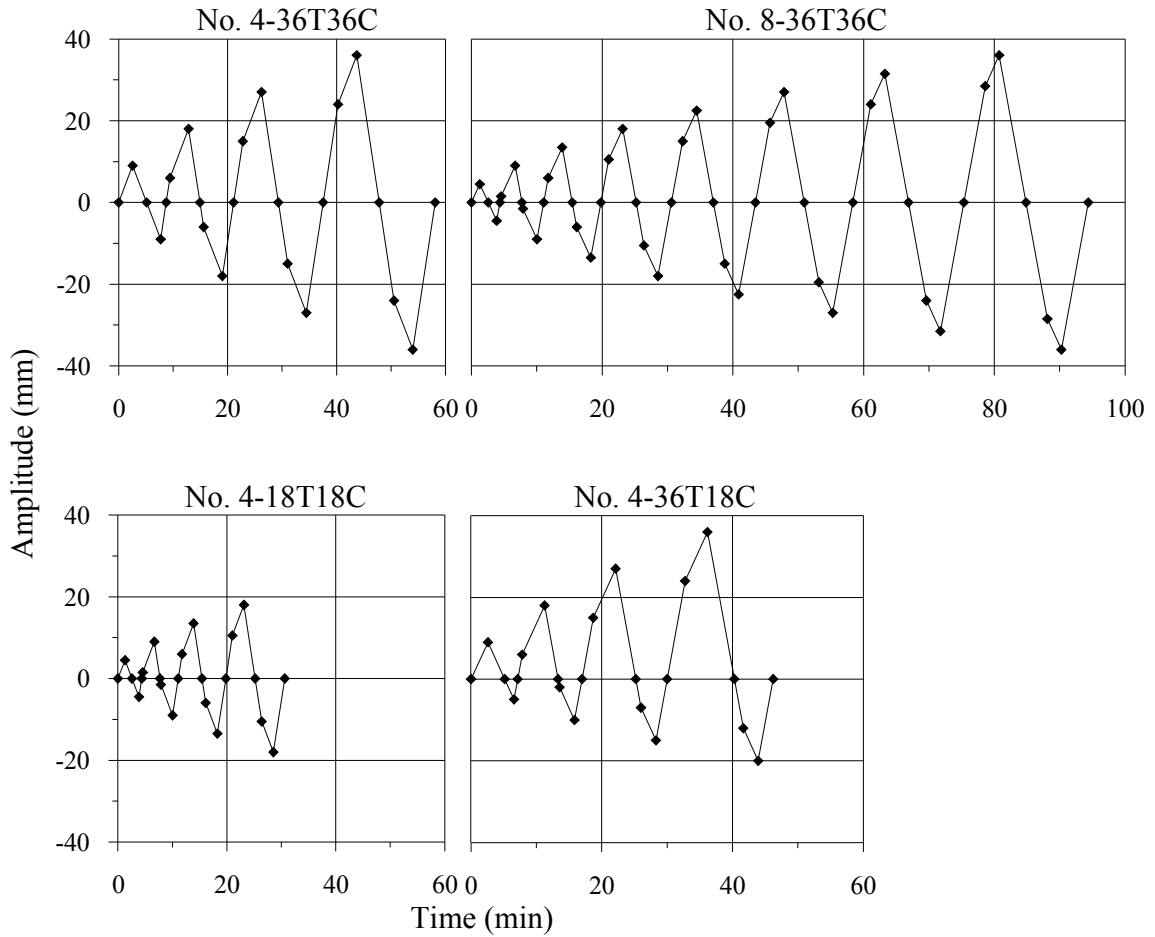 No. 4-36T36C
No. 8-36T36C
40
20
0
-20
-40
0 20 40 60
0 20 40 60 80 100
Amplitude (mm)
No. 4-18T18C
No. 4-36T18C
40
20
0
-20
-40
0 20 40 60
0 20 40 60
Time (min)